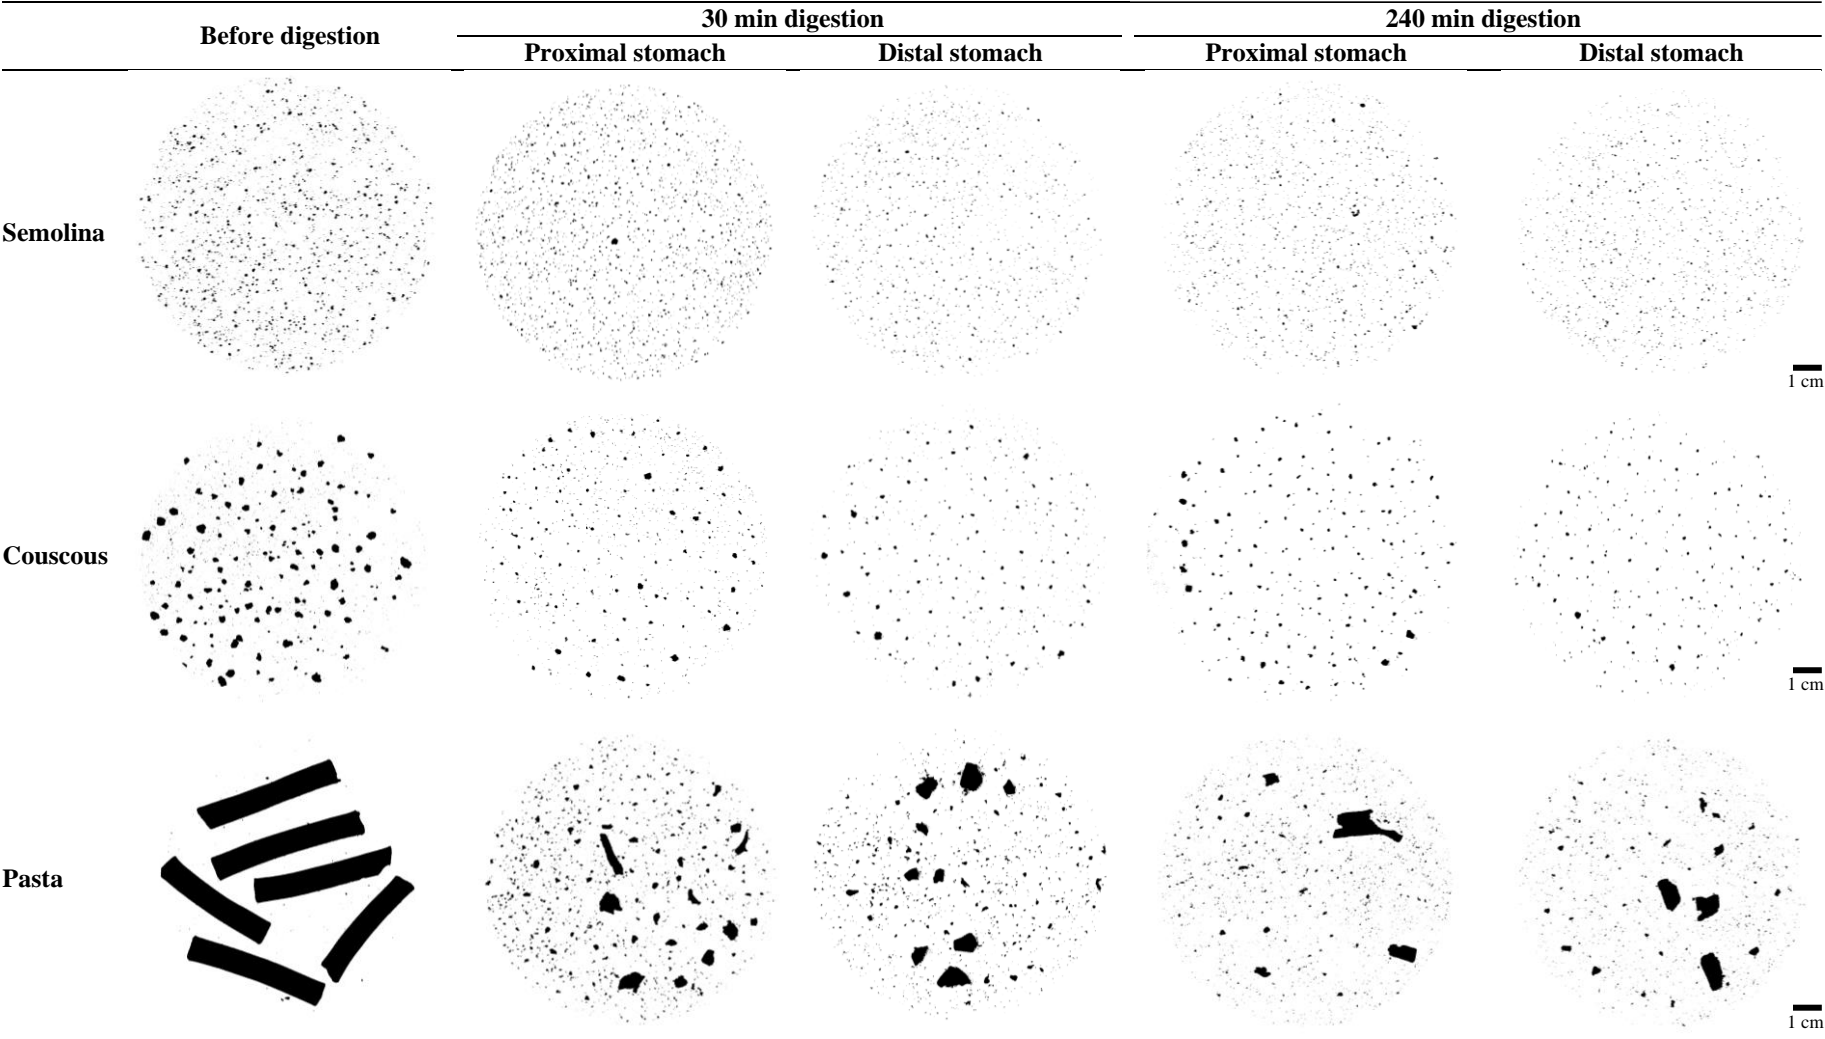 Before digestion
30 min digestion
240 min digestion
Proximal stomach
Distal stomach
Proximal stomach
Distal stomach
Semolina
1 cm
Couscous
1 cm
Pasta
1 cm